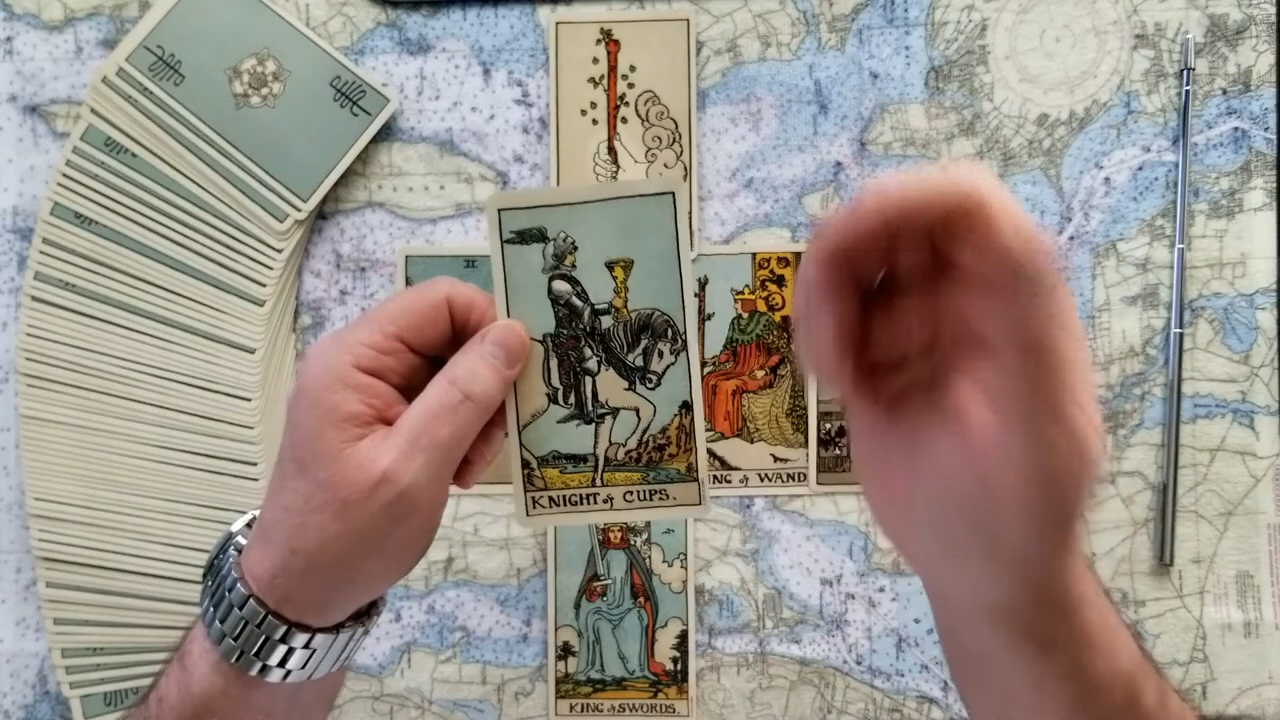 II
KNIGHT of CUPS.
ING of WAND
KING of SWORDS.